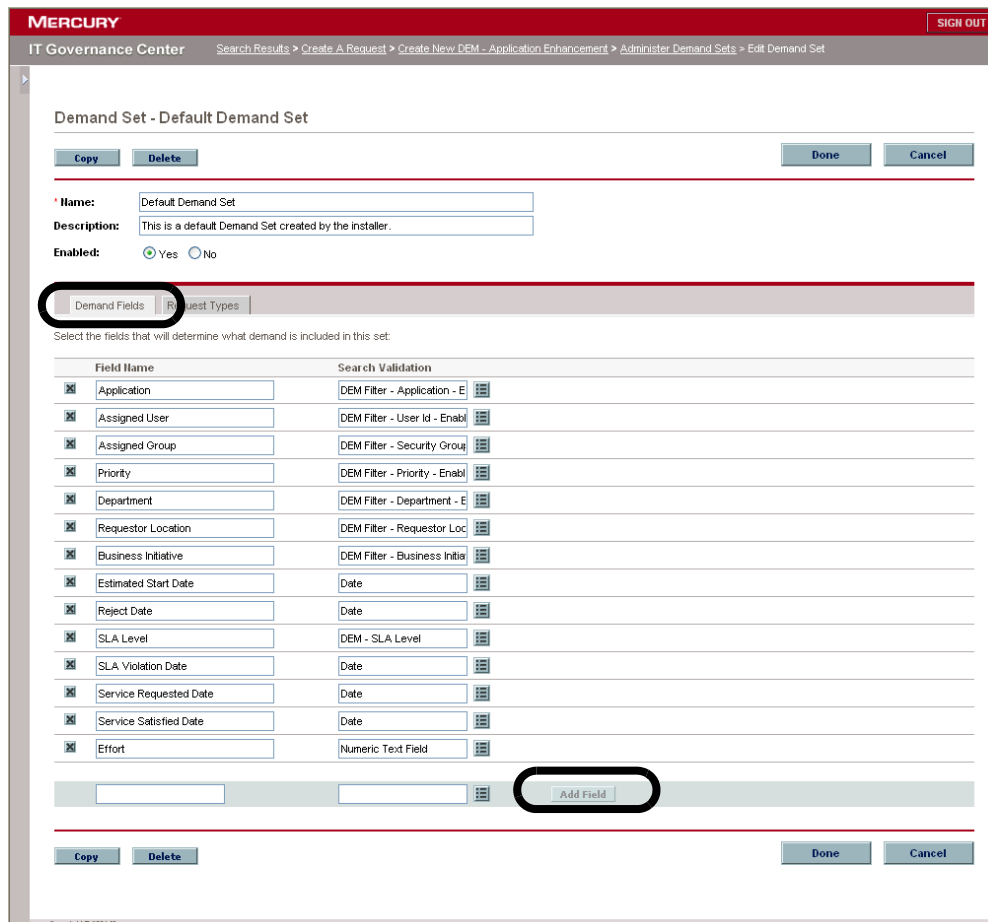 MERCURY
SIGN OUT
IT Governance Center Search Results > Create A Request > Create New DEM - Application Enhancement > Administer Demand Sets > Edit Demand Set
Demand Set - Default Demand Set
Copy Delete Done Cancel
* Name: Default Demand Set
Description: This is a default Demand Set created by the installer.
Enabled: Yes No
Demand Fields Request Types
Select the fields that will determine what demand is included in this set:
Field Name Search Validation
Application DEM Filter - Application - E
Assigned User DEM Filter - User Id - Enabl
Assigned Group DEM Filter - Security Group
Priority DEM Filter - Priority - Enabl
Department DEM Filter - Department - E
Requestor Location DEM Filter - Requestor Loc
Business Initiative DEM Filter - Business Initia
Estimated Start Date Date
Reject Date Date
SLA Level DEM - SLA Level
SLA Violation Date Date
Service Requested Date Date
Service Satisfied Date Date
Effort Numeric Text Field
Add Field
Copy Delete Done Cancel